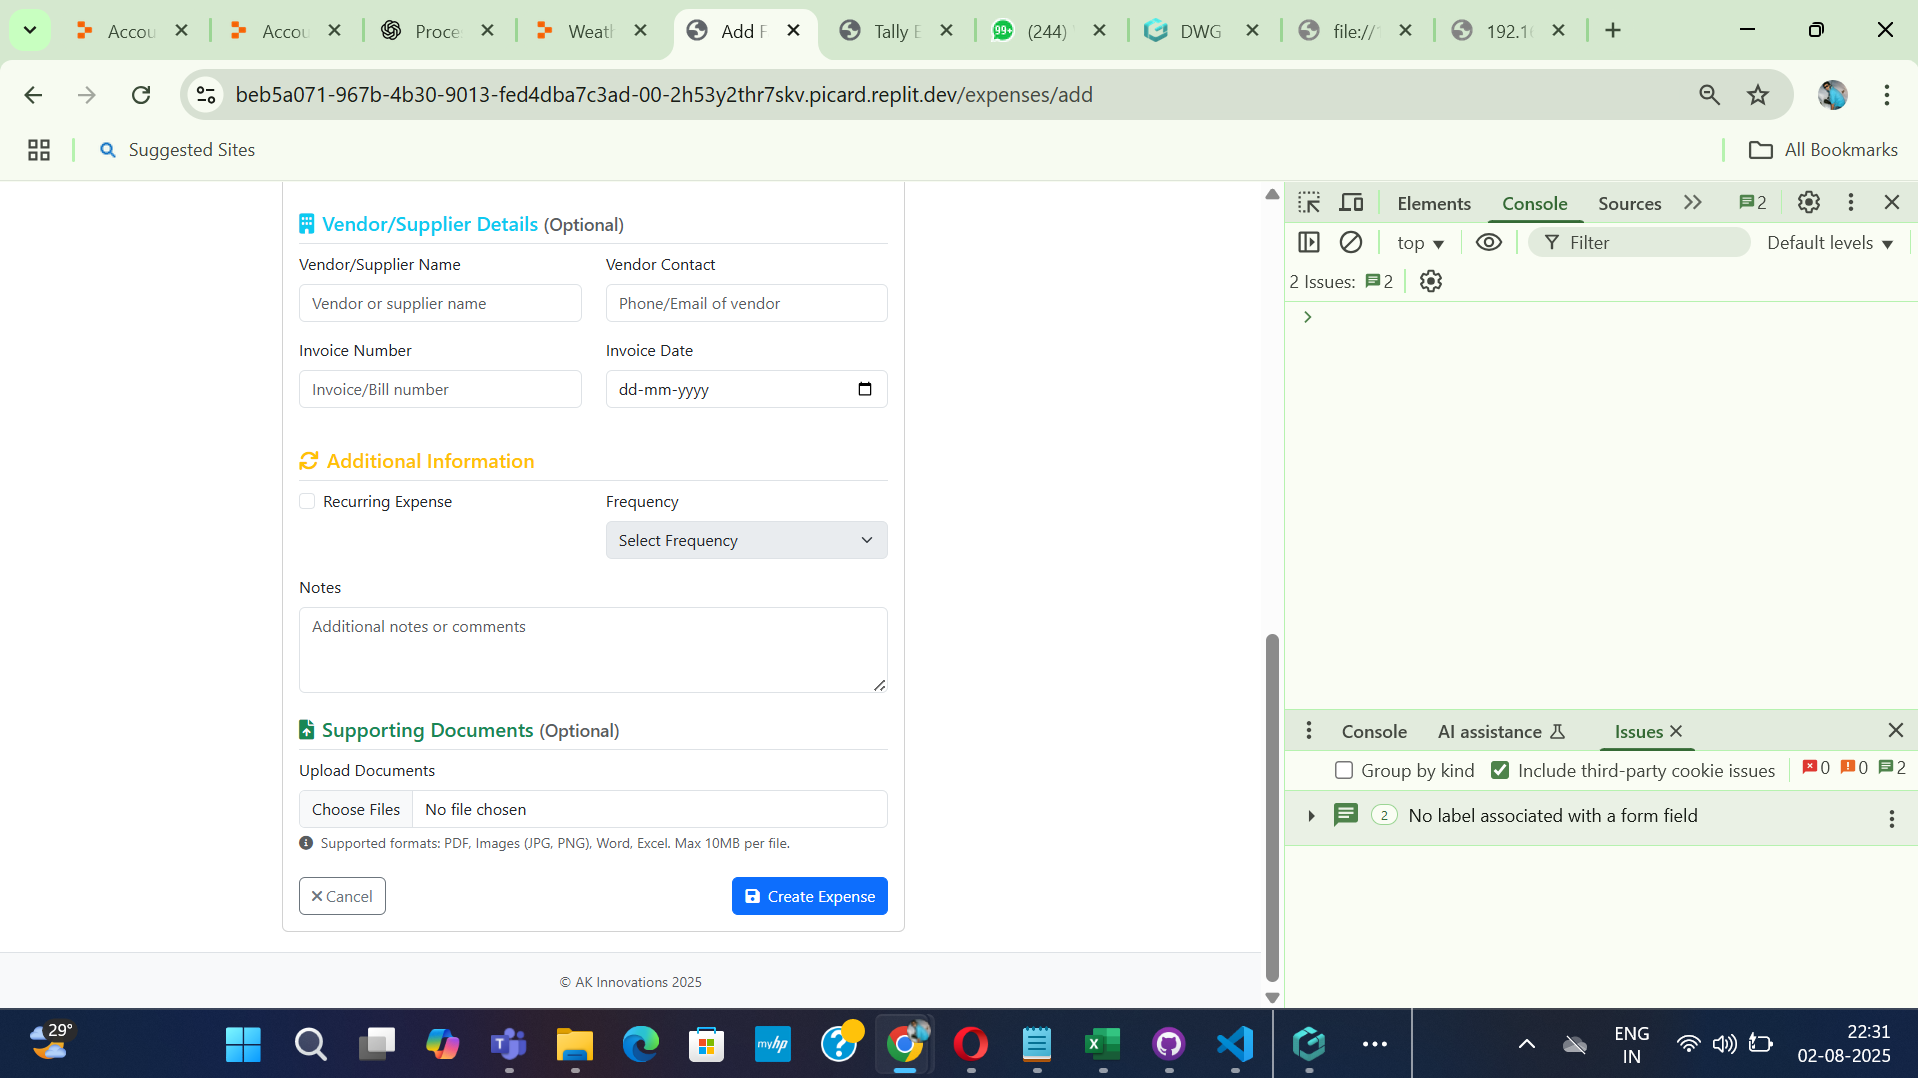 Accou
Accou
Proce
Weath
Add F
Tally E
(244)
DWG
file://
192.16
beb5a071-967b-4b30-9013-fed4dba7c3ad-00-2h53y2thr7skv.picard.replit.dev/expenses/add
Suggested Sites
All Bookmarks
Vendor/Supplier Details (Optional)
Vendor/Supplier Name Vendor Contact
Vendor or supplier name Phone/Email of vendor
Invoice Number Invoice Date
Invoice/Bill number dd-mm-yyyy
Additional Information
Recurring Expense Frequency
Select Frequency
Notes
Additional notes or comments
Supporting Documents (Optional)
Upload Documents
Choose Files No file chosen
Supported formats: PDF, Images (JPG, PNG), Word, Excel. Max 10MB per file.
Cancel Create Expense
© AK Innovations 2025
Elements Console Sources 2
top Filter Default levels
2 Issues: 2
Console AI assistance Issues
Group by kind Include third-party cookie issues 0 0 2
2 No label associated with a form field
29°
99+
myhp
ENG
IN
22:31
02-08-2025